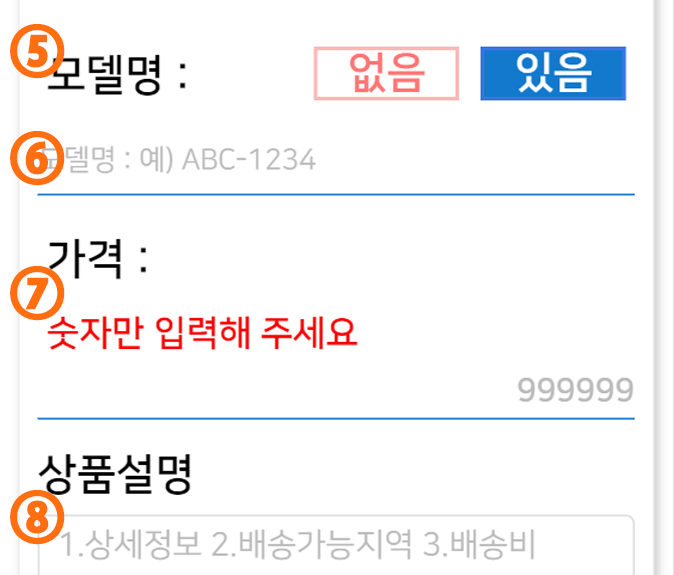 ⑤
모델명 : 없음 있음
⑥ 모델명 : 예) ABC-1234
가격 :
⑦
숫자만 입력해 주세요
999999
상품설명
⑧
1.상세정보 2.배송가능지역 3.배송비